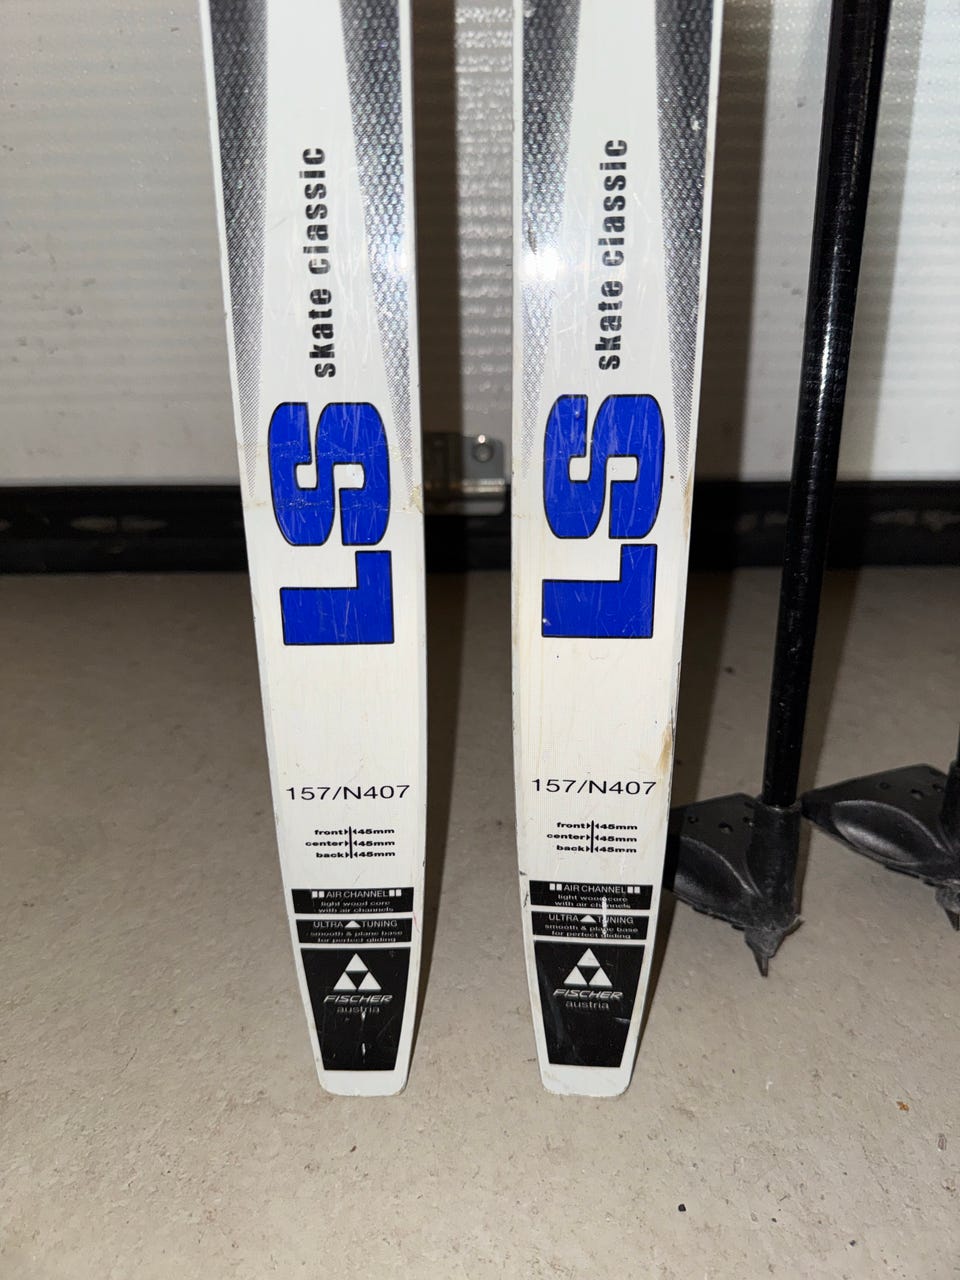 skate classic
LS
157/N407
front 45mm
center 45mm
back 45mm
AIR CHANNEL
light wood core
with air channels
ULTRA TUNING
smooth & plane base
for perfect gliding
FISCHER
austria
skate classic
LS
157/N407
front 45mm
center 45mm
back 45mm
AIR CHANNEL
light wood core
with air channels
ULTRA TUNING
smooth & plane base
for perfect gliding
FISCHER
austria